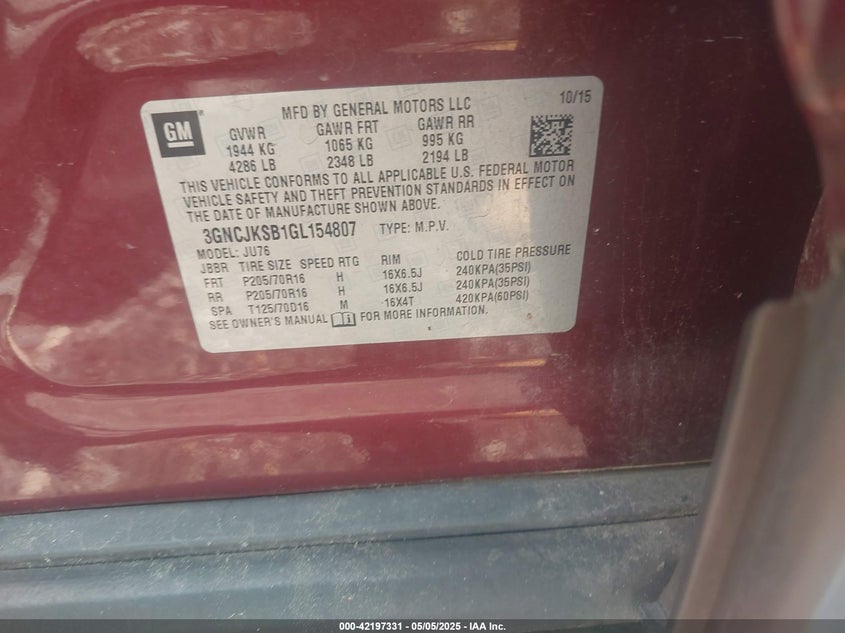 GM
MFD BY GENERAL MOTORS LLC 10/15
GVWR GAWR FRT GAWR RR
1944 KG 1065 KG 995 KG
4286 LB 2348 LB 2194 LB
THIS VEHICLE CONFORMS TO ALL APPLICABLE U.S. FEDERAL MOTOR
VEHICLE SAFETY AND THEFT PREVENTION STANDARDS IN EFFECT ON
THE DATE OF MANUFACTURE SHOWN ABOVE.
3GNCJKSB1GL154807 TYPE: M.P.V.
MODEL: JU76
JBBR TIRE SIZE SPEED RTG RIM COLD TIRE PRESSURE
FRT P205/70R16 H 16X6.5J 240KPA(35PSI)
RR P205/70R16 H 16X6.5J 240KPA(35PSI)
SPA T125/70D16 M 16X4T 420KPA(60PSI)
SEE OWNER'S MANUAL FOR MORE INFORMATION.
000-42197331 — 05/05/2025 — IAA Inc.